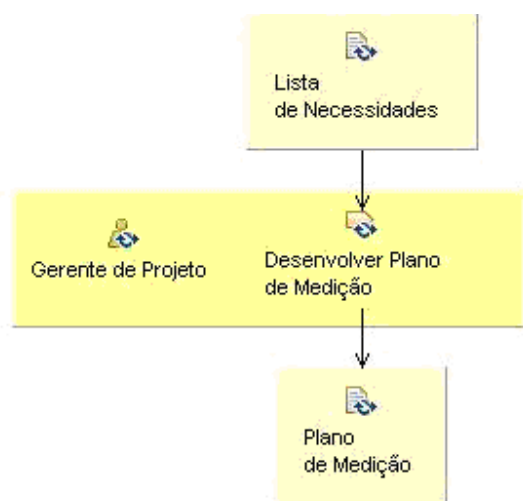 Lista
de Necessidades
Gerente de Projeto
Desenvolver Plano
de Medição
Plano
de Medição